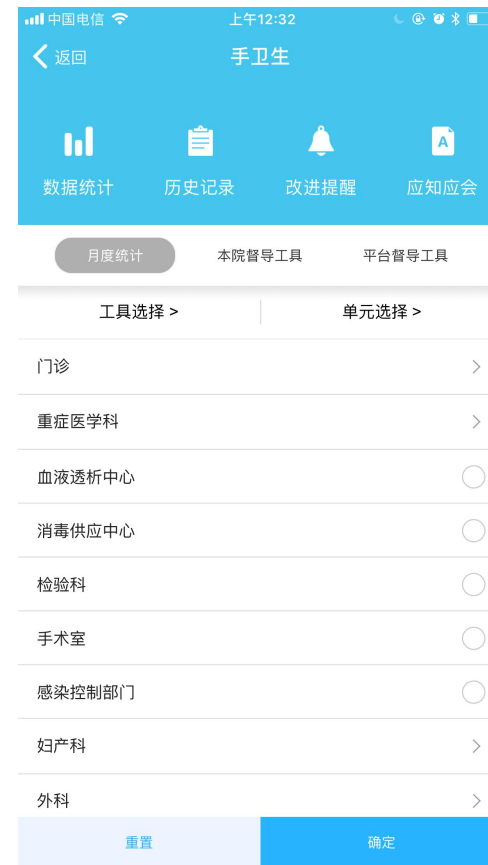 中国电信 上午12:32
返回 手卫生
数据统计 历史记录 改进提醒 A 应知应会
月度统计 本院督导工具 平台督导工具
工具选择 > 单元选择 >
门诊
重症医学科
血液透析中心
消毒供应中心
检验科
手术室
感染控制部门
妇产科
外科
重置 确定